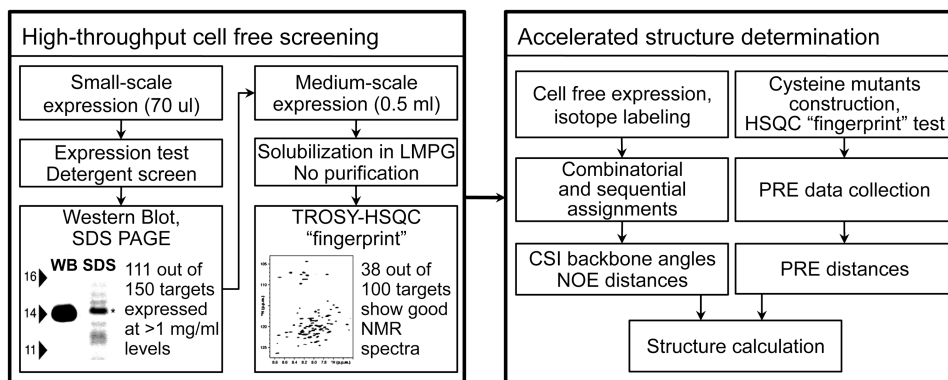 High-throughput cell free screening
Small-scale
expression (70 ul)
Expression test
Detergent screen
Western Blot,
SDS PAGE
WB SDS
16
14
11
*
111 out of
150 targets
expressed
at >1 mg/ml
levels
Medium-scale
expression (0.5 ml)
Solubilization in LMPG
No purification
TROSY-HSQC
“fingerprint”
38 out of
100 targets
show good
NMR
spectra
Accelerated structure determination
Cell free expression,
isotope labeling
Combinatorial
and sequential
assignments
CSI backbone angles
NOE distances
Cysteine mutants
construction,
HSQC “fingerprint” test
PRE data collection
PRE distances
Structure calculation